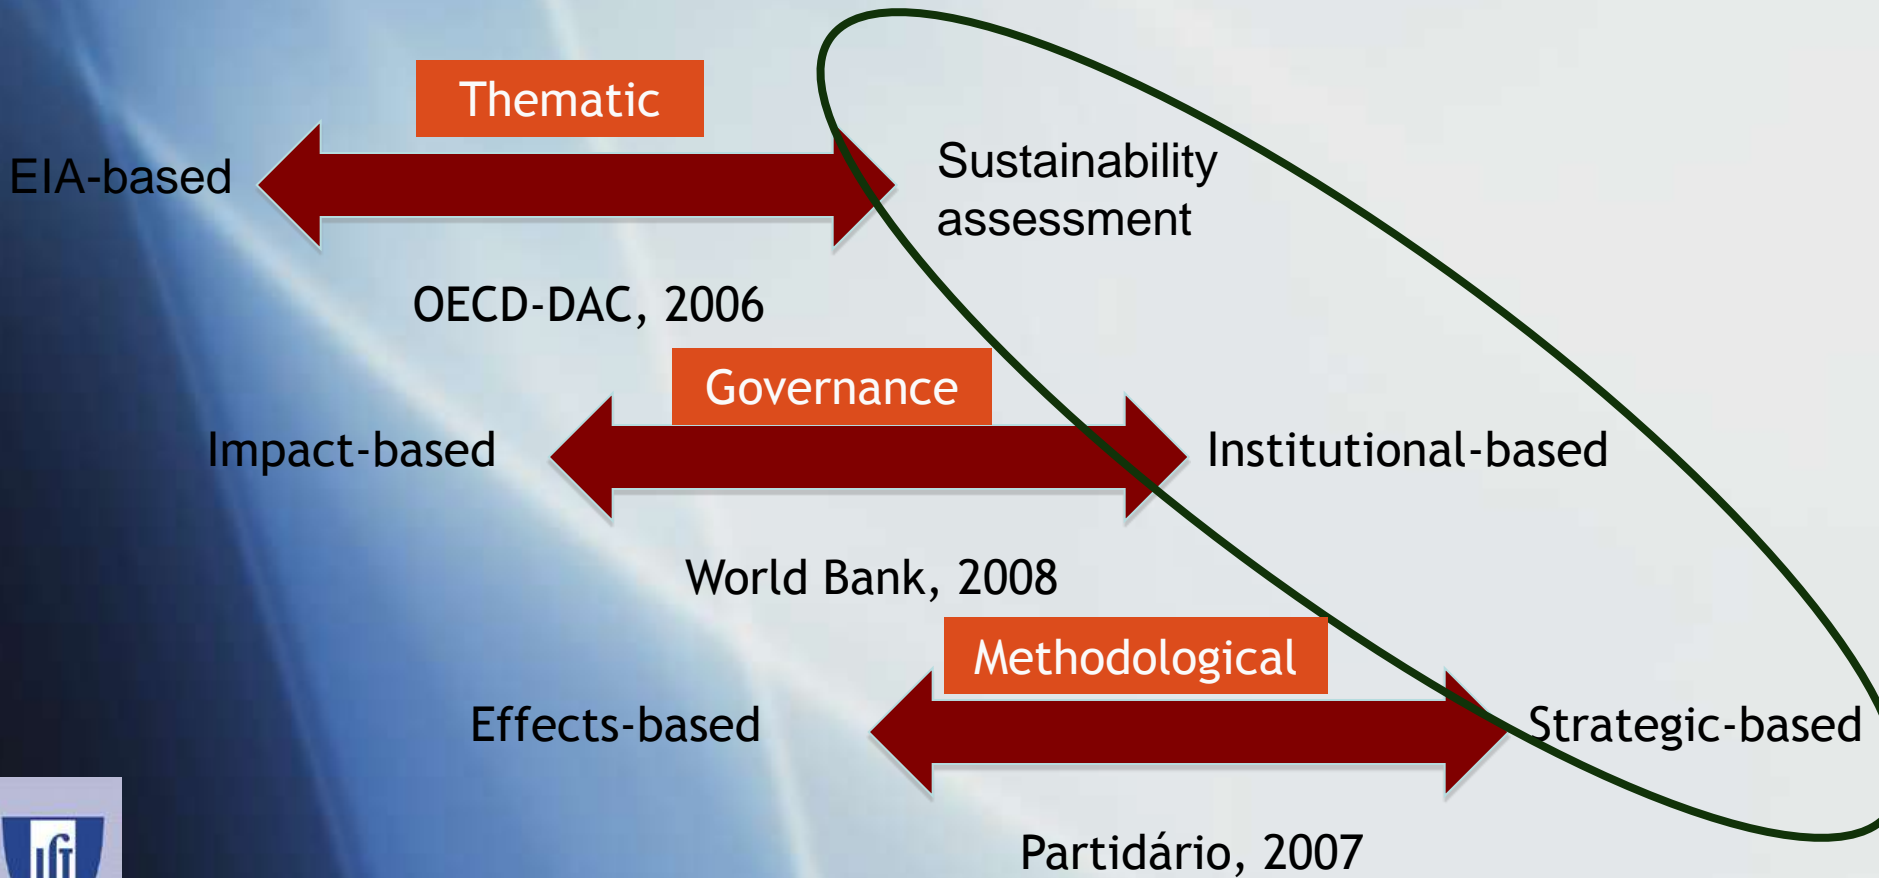 Thematic
EIA-based
Sustainability
assessment
OECD-DAC, 2006
Governance
Impact-based
Institutional-based
World Bank, 2008
Methodological
Effects-based
Strategic-based
Partidário, 2007